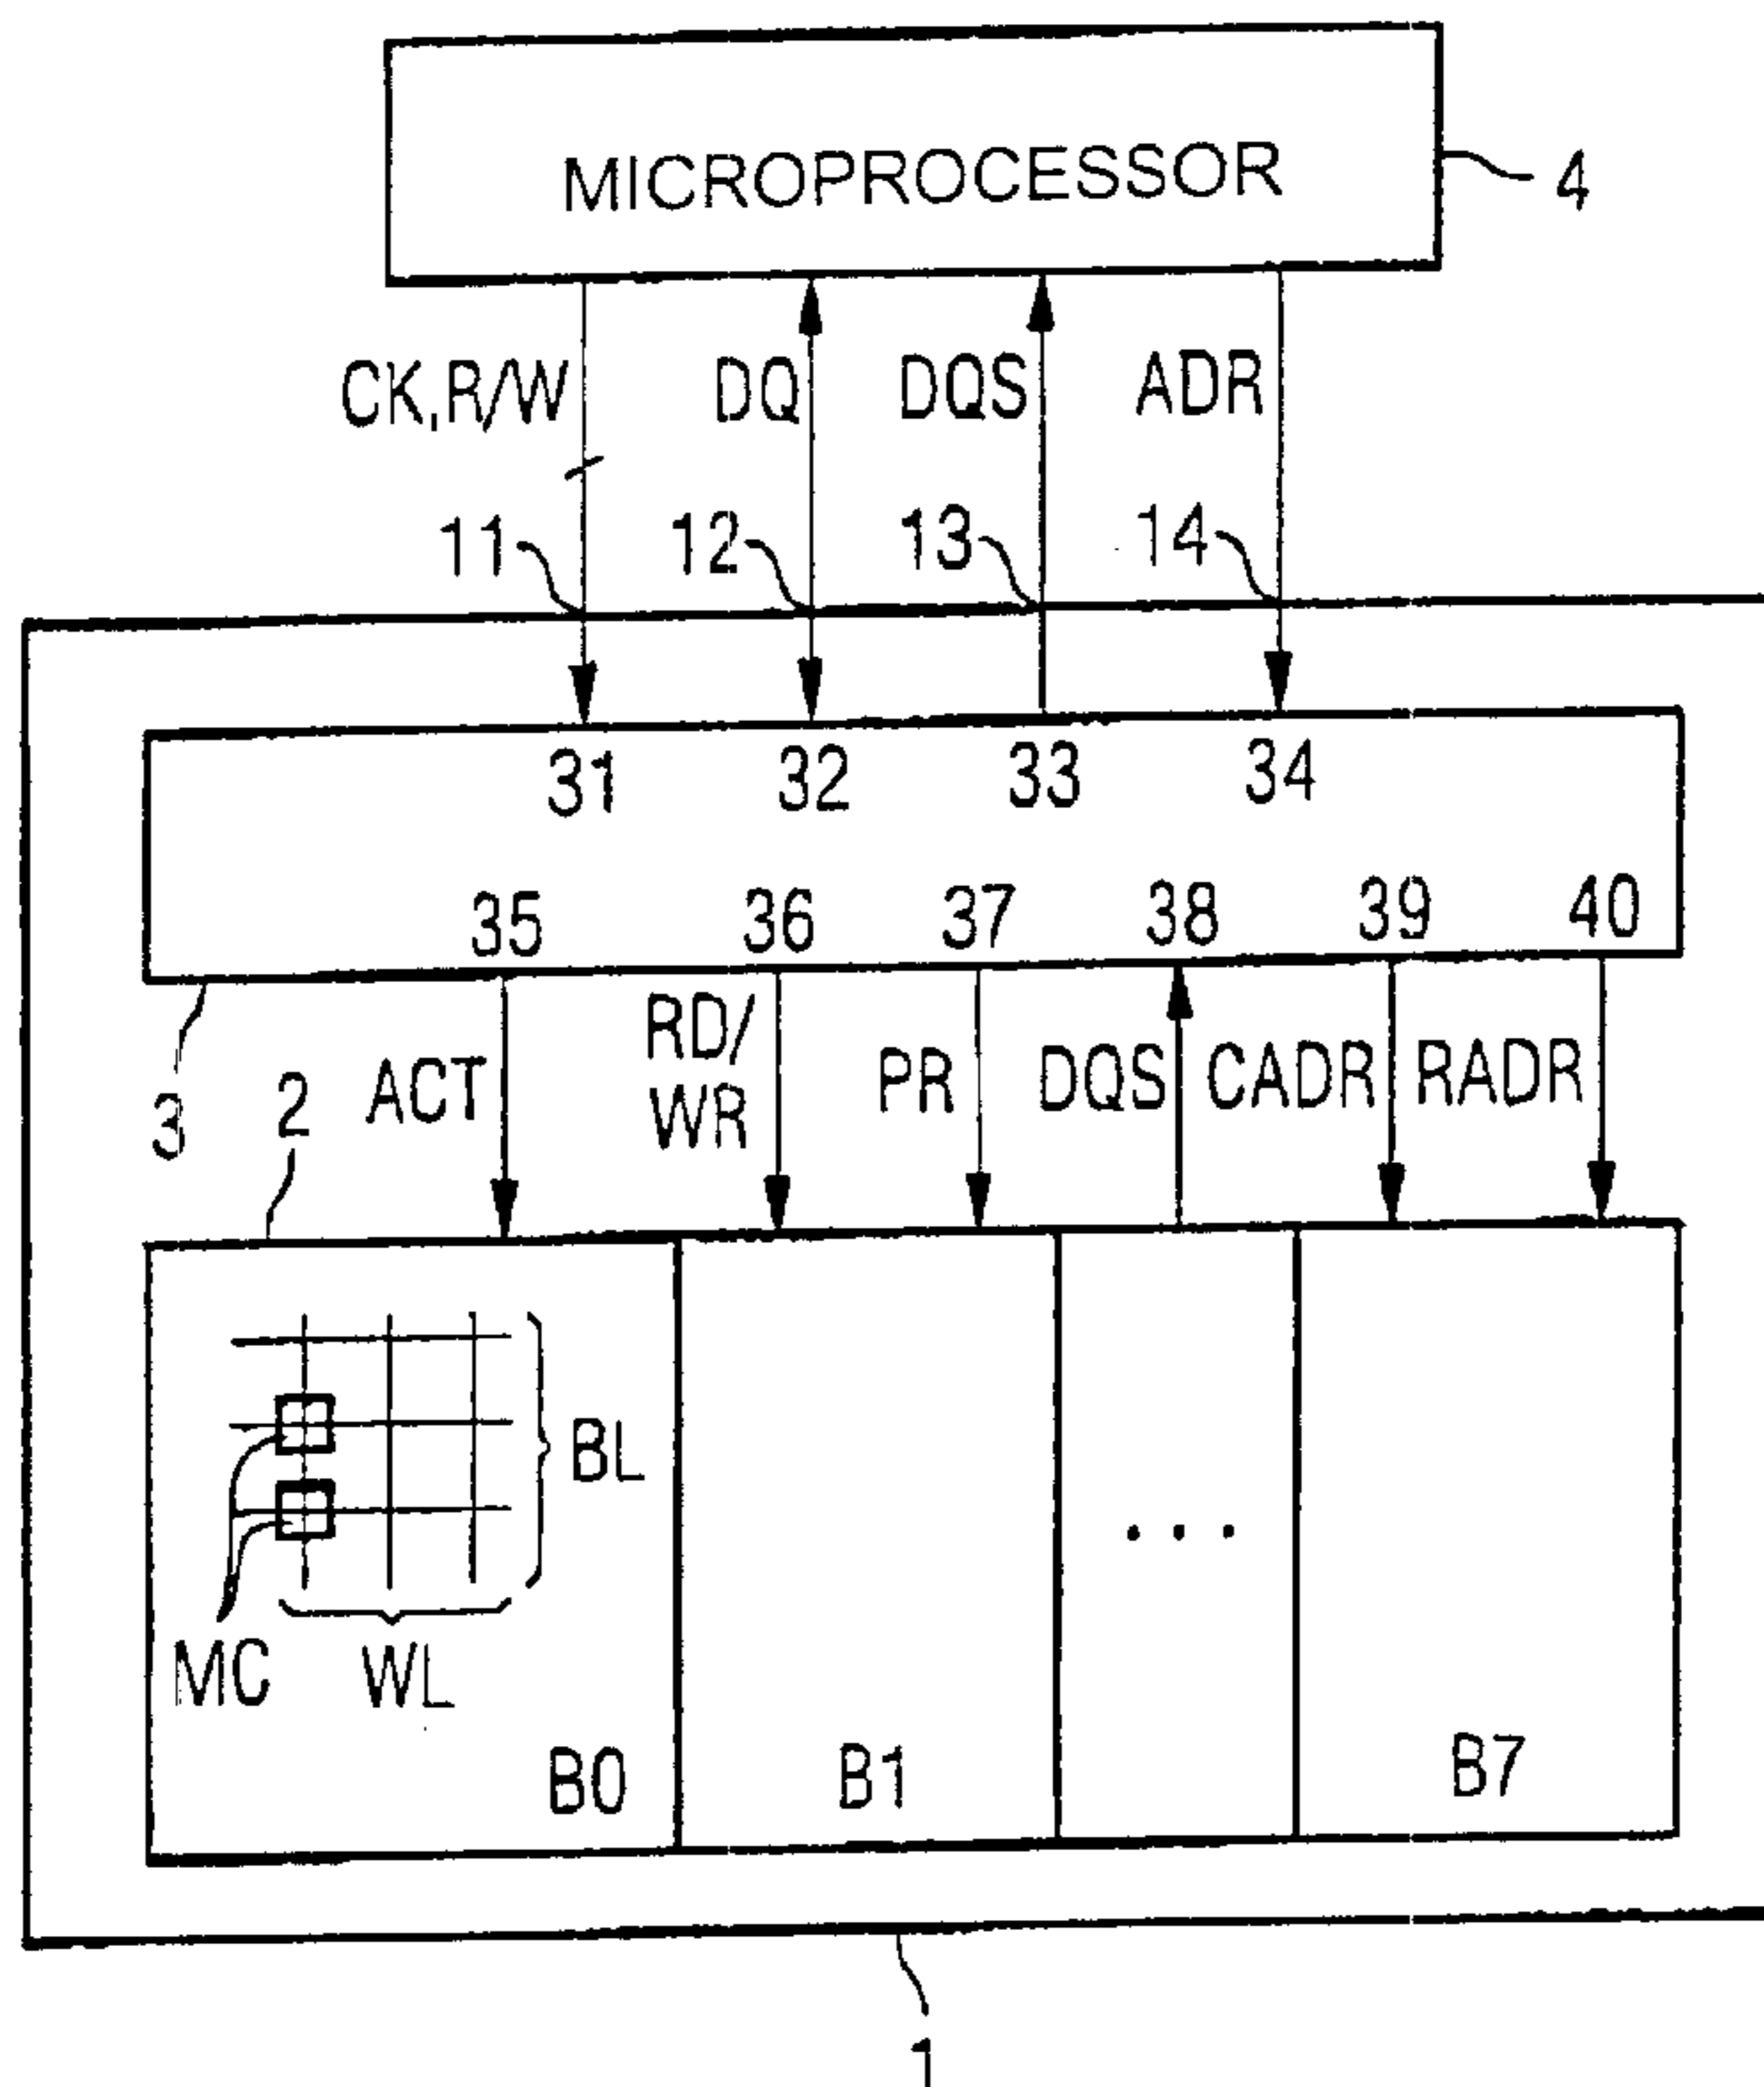 MICROPROCESSOR
4
CK,R/W DQ DQS ADR
11 12 13 14
31 32 33 34
35 36 37 38 39 40
3 2 ACT RD/ PR DQS CADR RADR
WR
BL
MC WL
B0 B1 . . . B7
1